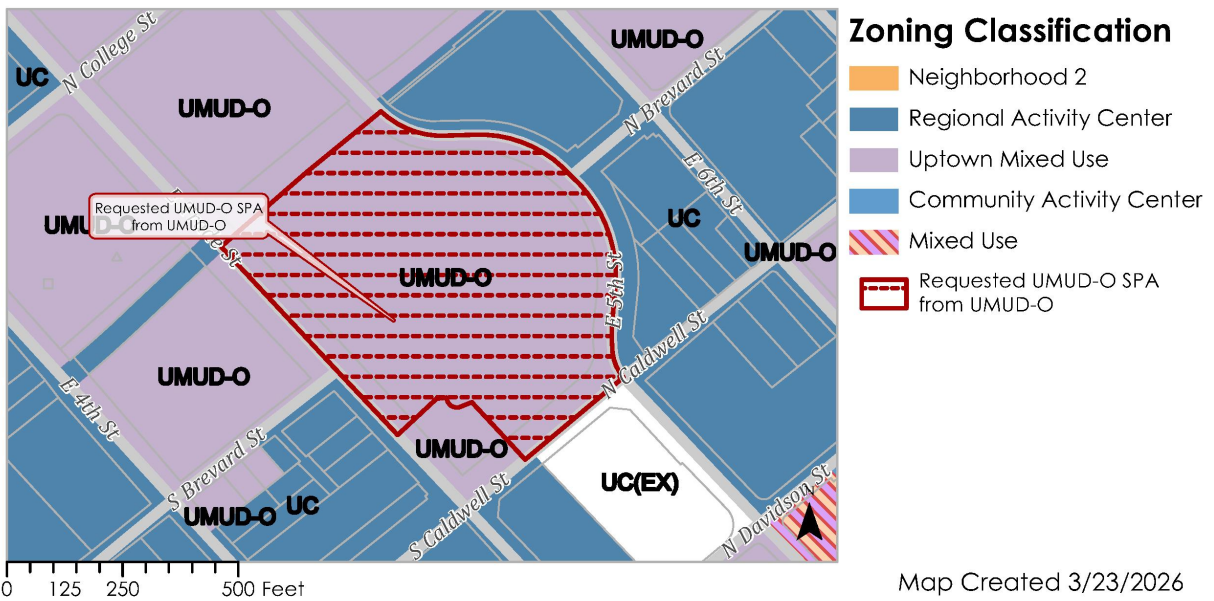 N College St
UMUD-O
N Brevard St
UC
UMUD-O
E 6th St
UMUD-O
Requested UMUD-O SPA
from UMUD-O
UC
UMUD-O
UMUD-O
E 5th St
N Caldwell St
UMUD-O
E 4th St
UMUD-O
S Brevard St
UC(EX)
UC
UMUD-O
S Caldwell St
N Davidson St
0 125 250 500 Feet
Zoning Classification
Neighborhood 2
Regional Activity Center
Uptown Mixed Use
Community Activity Center
Mixed Use
Requested UMUD-O SPA
from UMUD-O
Map Created 3/23/2026